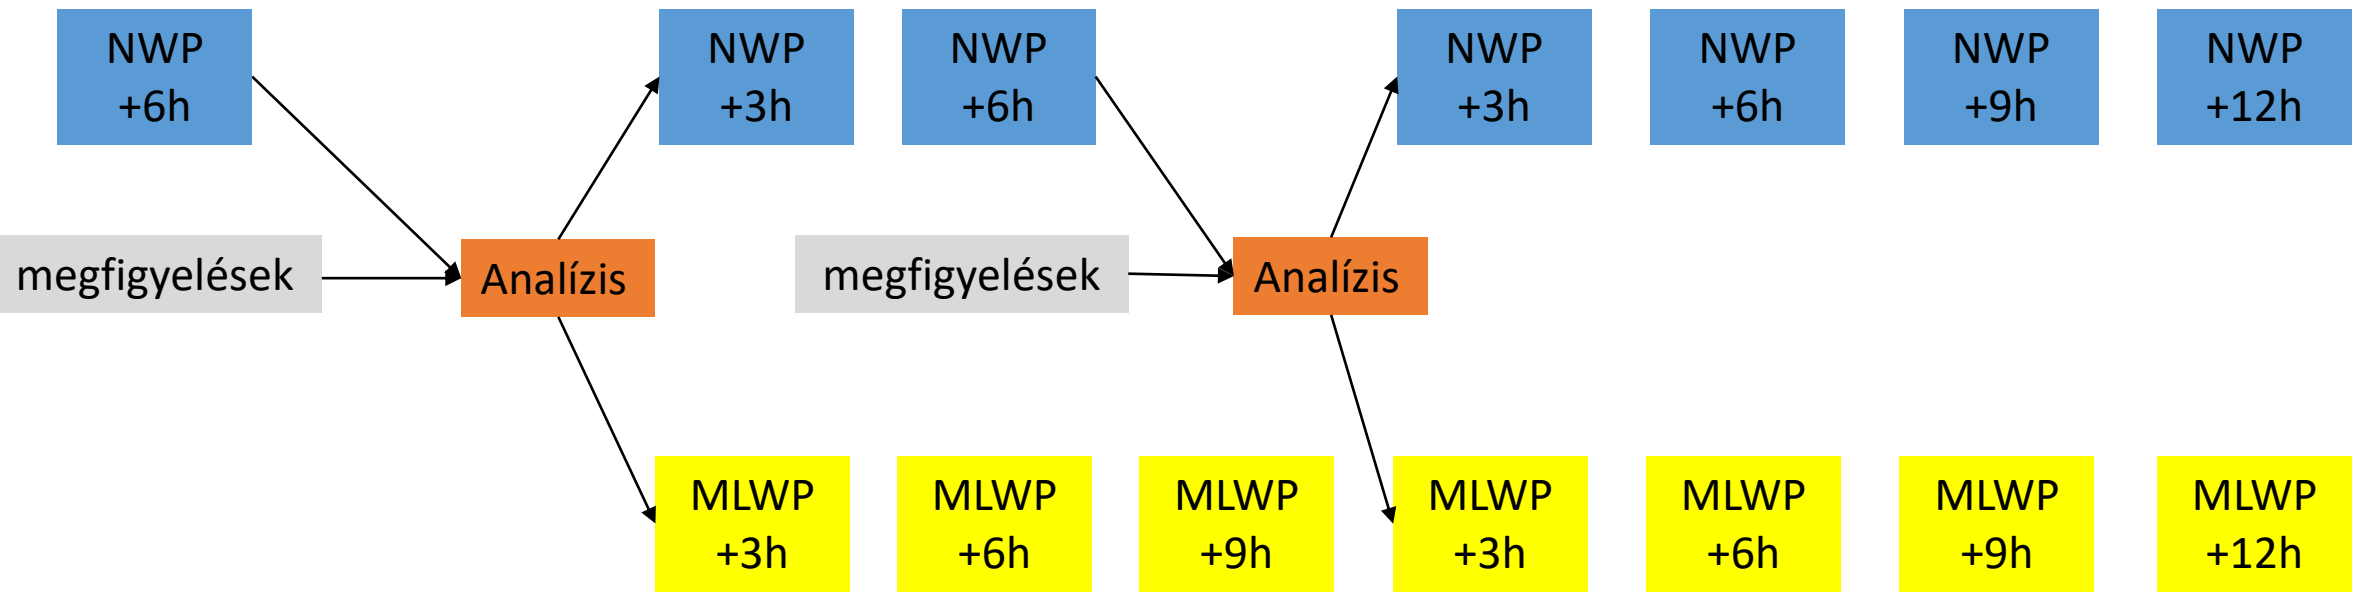 NWP
+6h
NWP
+3h
NWP
+6h
NWP
+3h
NWP
+6h
NWP
+9h
NWP
+12h
megfigyelések
Analízis
megfigyelések
Analízis
MLWP
+3h
MLWP
+6h
MLWP
+9h
MLWP
+3h
MLWP
+6h
MLWP
+9h
MLWP
+12h